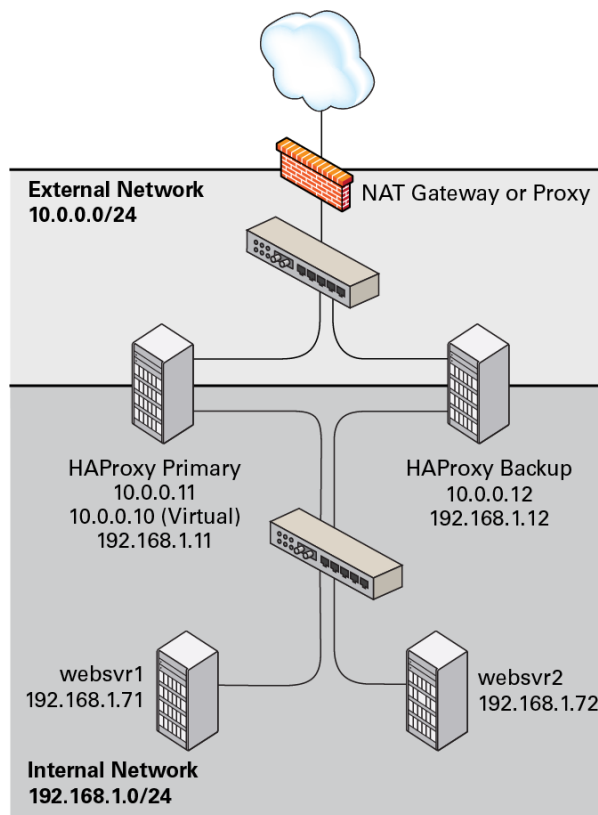 External Network
10.0.0.0/24
NAT Gateway or Proxy
HAProxy Primary
10.0.0.11
10.0.0.10 (Virtual)
192.168.1.11
HAProxy Backup
10.0.0.12
192.168.1.12
websvr1
192.168.1.71
websvr2
192.168.1.72
Internal Network
192.168.1.0/24